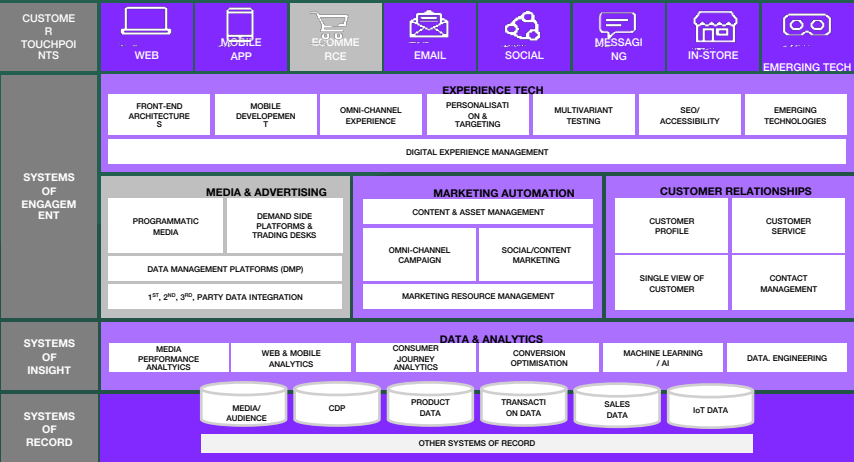 CUSTOME
R
TOUCHPOI
NTS
WEB
MOBILE
APP
ECOMME
RCE
EMAIL
SOCIAL
MESSAGI
NG
IN-STORE
EMERGING TECH
SYSTEMS
OF
ENGAGEM
ENT
EXPERIENCE TECH
FRONT-END
ARCHITECTURE
S
MOBILE
DEVELOPEMEN
T
OMNI-CHANNEL
EXPERIENCE
PERSONALISATI
ON &
TARGETING
MULTIVARIANT
TESTING
SEO/
ACCESSIBILITY
EMERGING
TECHNOLOGIES
DIGITAL EXPERIENCE MANAGEMENT
MEDIA & ADVERTISING
PROGRAMMATIC
MEDIA
DEMAND SIDE
PLATFORMS &
TRADING DESKS
DATA MANAGEMENT PLATFORMS (DMP)
1ST, 2ND, 3RD, PARTY DATA INTEGRATION
MARKETING AUTOMATION
CONTENT & ASSET MANAGEMENT
OMNI-CHANNEL
CAMPAIGN
SOCIAL/CONTENT
MARKETING
MARKETING RESOURCE MANAGEMENT
CUSTOMER RELATIONSHIPS
CUSTOMER
PROFILE
CUSTOMER
SERVICE
SINGLE VIEW OF
CUSTOMER
CONTACT
MANAGEMENT
SYSTEMS
OF
INSIGHT
DATA & ANALYTICS
MEDIA
PERFORMANCE
ANALTYICS
WEB & MOBILE
ANALYTICS
CONSUMER
JOURNEY
ANALYTICS
CONVERSION
OPTIMISATION
MACHINE LEARNING
/ AI
DATA. ENGINEERING
SYSTEMS
OF
RECORD
MEDIA/
AUDIENCE
CDP
PRODUCT
DATA
TRANSACTI
ON DATA
SALES
DATA
IoT DATA
OTHER SYSTEMS OF RECORD